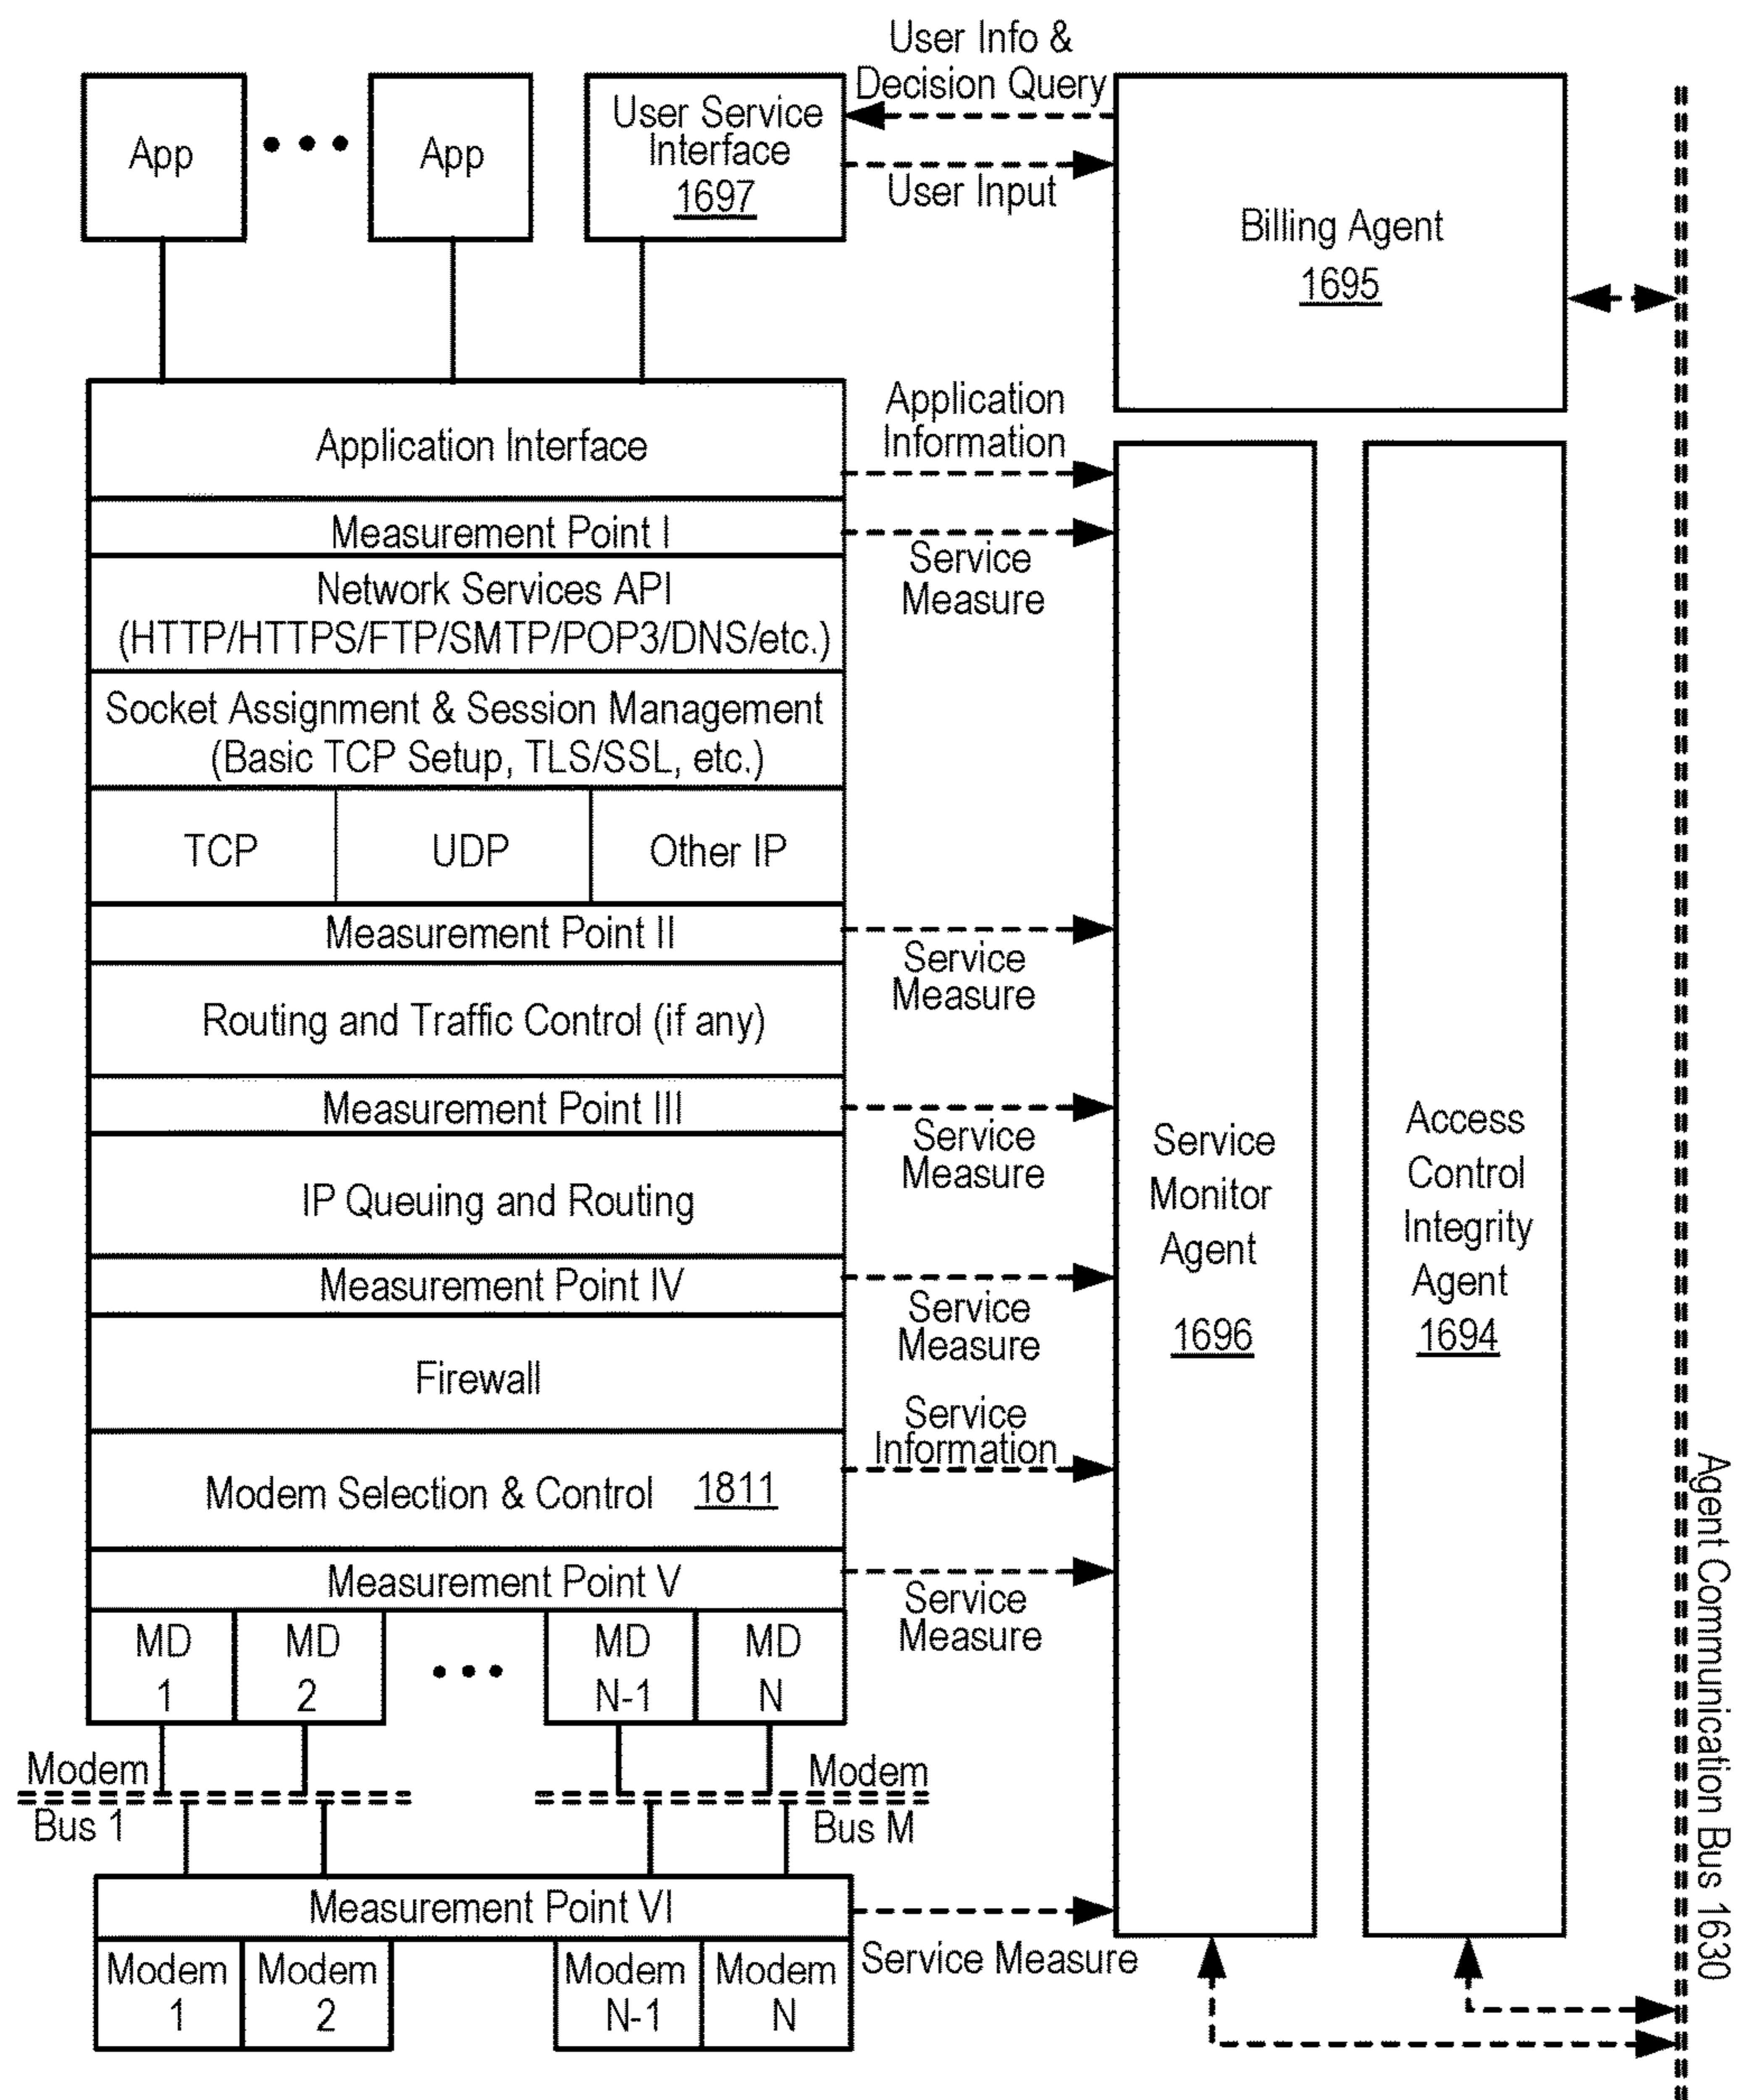 User Info &
Decision Query
App
• • •
App
User Service
Interface
1697
User Input
Billing Agent
1695
Application Interface
Application
Information
Measurement Point I
Service
Measure
Network Services API
(HTTP/HTTPS/FTP/SMTP/POP3/DNS/etc.)
Socket Assignment & Session Management
(Basic TCP Setup, TLS/SSL, etc.)
TCP
UDP
Other IP
Measurement Point II
Service
Measure
Routing and Traffic Control (if any)
Measurement Point III
Service
Measure
IP Queuing and Routing
Measurement Point IV
Service
Measure
Firewall
Service
Information
Modem Selection & Control 1811
Measurement Point V
Service
Measure
MD
1
MD
2
• • •
MD
N-1
MD
N
Modem
Bus 1
Modem
Bus M
Measurement Point VI
Service Measure
Modem
1
Modem
2
Modem
N-1
Modem
N
Service
Monitor
Agent
1696
Access
Control
Integrity
Agent
1694
Agent Communication Bus 1630